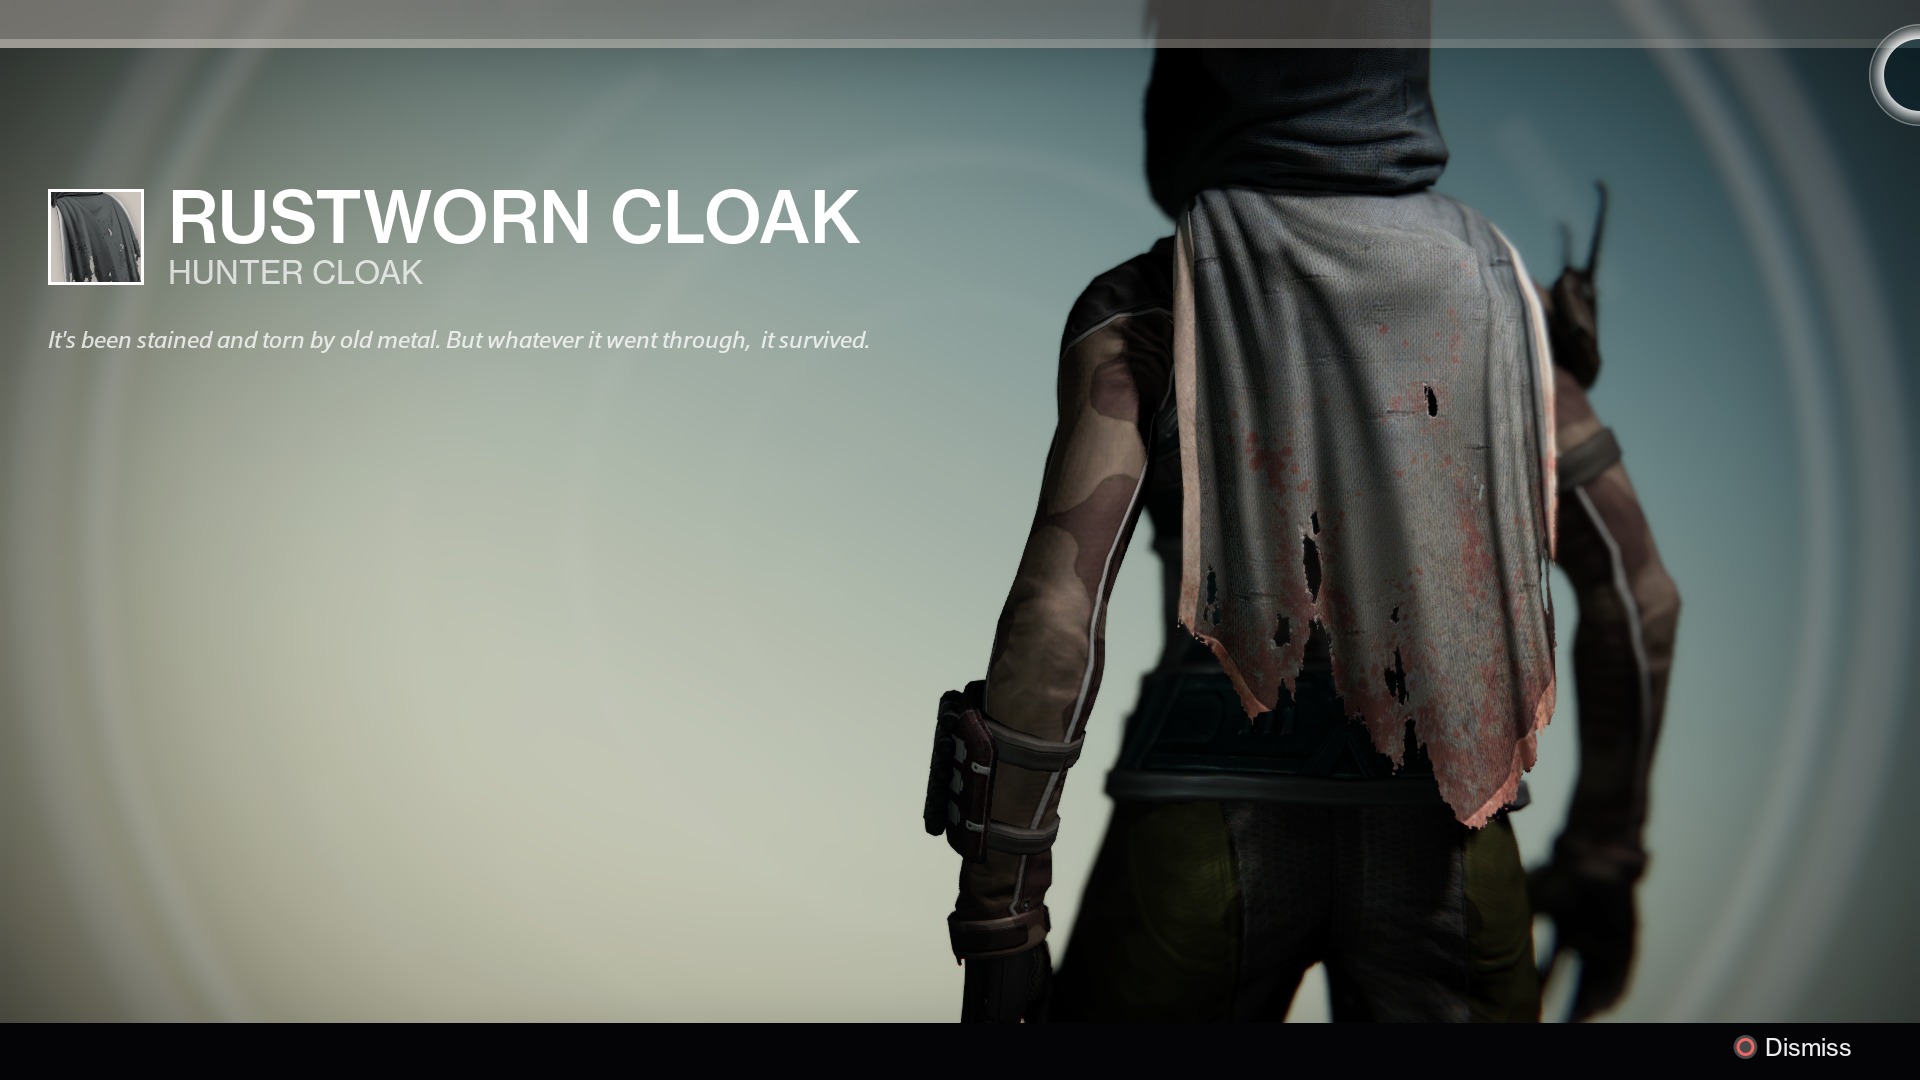 RUSTWORN CLOAK
HUNTER CLOAK
It's been stained and torn by old metal. But whatever it went through,  it survived.
Dismiss